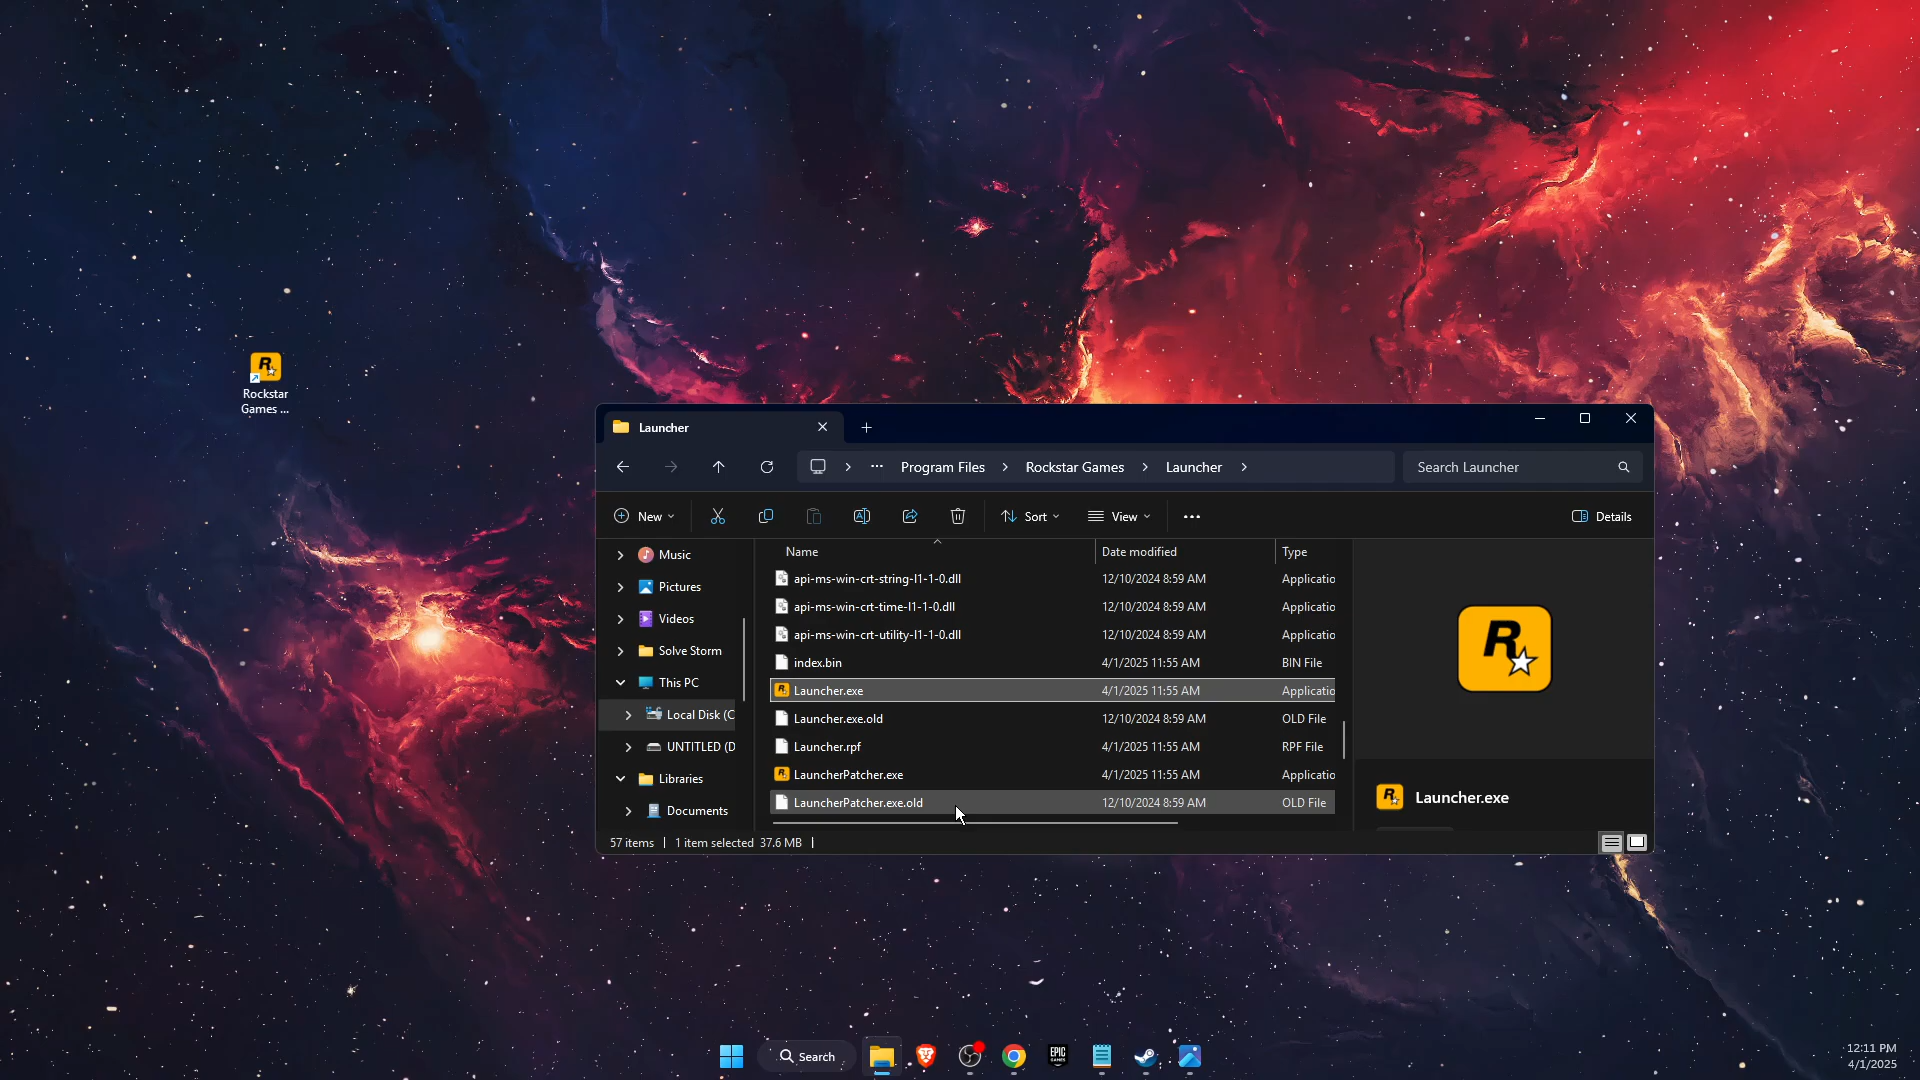 Rockstar
Games ...
Launcher
Program Files
Rockstar Games
Launcher
Search Launcher
New
Sort
View
Details
Music
Pictures
Videos
Solve Storm
This PC
Local Disk (C
UNTITLED (D
Libraries
Documents
Name Date modified Type
api-ms-win-crt-string-l1-1-0.dll 12/10/2024 8:59 AM Applicatio
api-ms-win-crt-time-l1-1-0.dll 12/10/2024 8:59 AM Applicatio
api-ms-win-crt-utility-l1-1-0.dll 12/10/2024 8:59 AM Applicatio
index.bin 4/1/2025 11:55 AM BIN File
Launcher.exe 4/1/2025 11:55 AM Applicatio
Launcher.exe.old 12/10/2024 8:59 AM OLD File
Launcher.rpf 4/1/2025 11:55 AM RPF File
LauncherPatcher.exe 4/1/2025 11:55 AM Applicatio
LauncherPatcher.exe.old 12/10/2024 8:59 AM OLD File
R
Launcher.exe
57 items 1 item selected 37.6 MB
Search
EPIC
GAMES
12:11 PM
4/1/2025